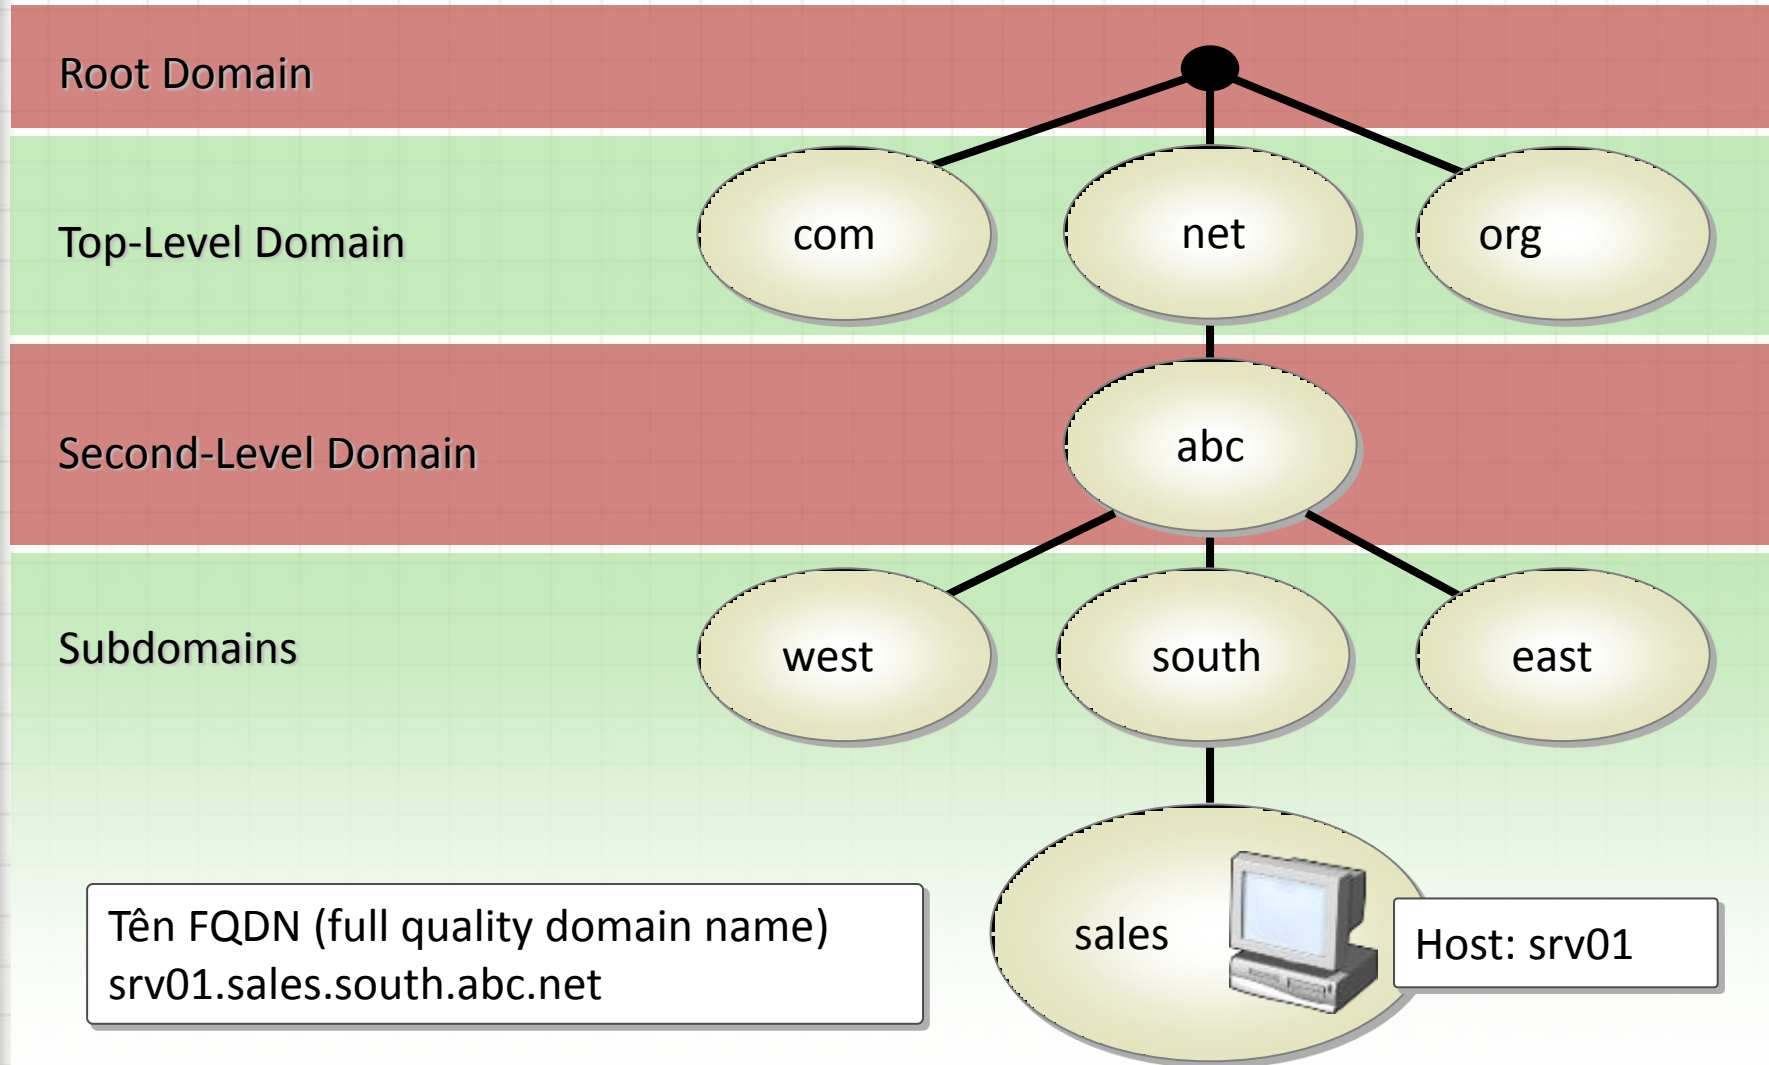 Root Domain
Top-Level Domain
com
net
org
Second-Level Domain
abc
Subdomains
west
south
east
Tên FQDN (full quality domain name)
srv01.sales.south.abc.net
sales
Host: srv01